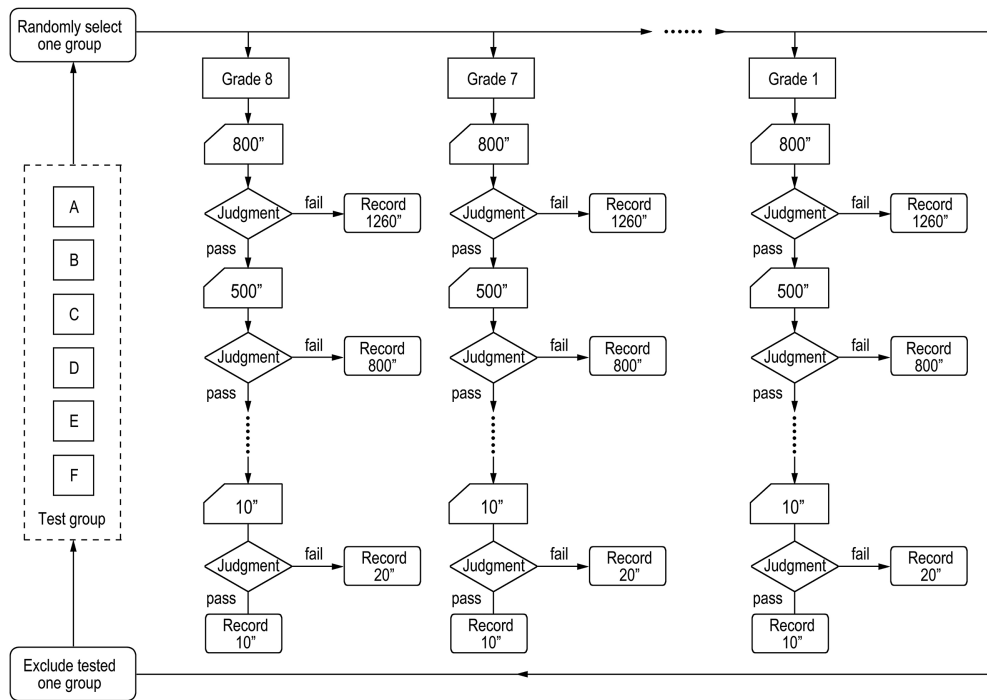 Randomly select
one group
Grade 8
Grade 7
Grade 1
800”
800”
800”
A
Judgment
fail
Record
1260”
Judgment
fail
Record
1260”
Judgment
fail
Record
1260”
B
pass
pass
pass
500”
500”
500”
C
Judgment
fail
Record
800”
Judgment
fail
Record
800”
Judgment
fail
Record
800”
D
pass
pass
pass
E
F
10”
10”
10”
Test group
Judgment
fail
Record
20”
Judgment
fail
Record
20”
Judgment
fail
Record
20”
pass
pass
pass
Record
10”
Record
10”
Record
10”
Exclude tested
one group